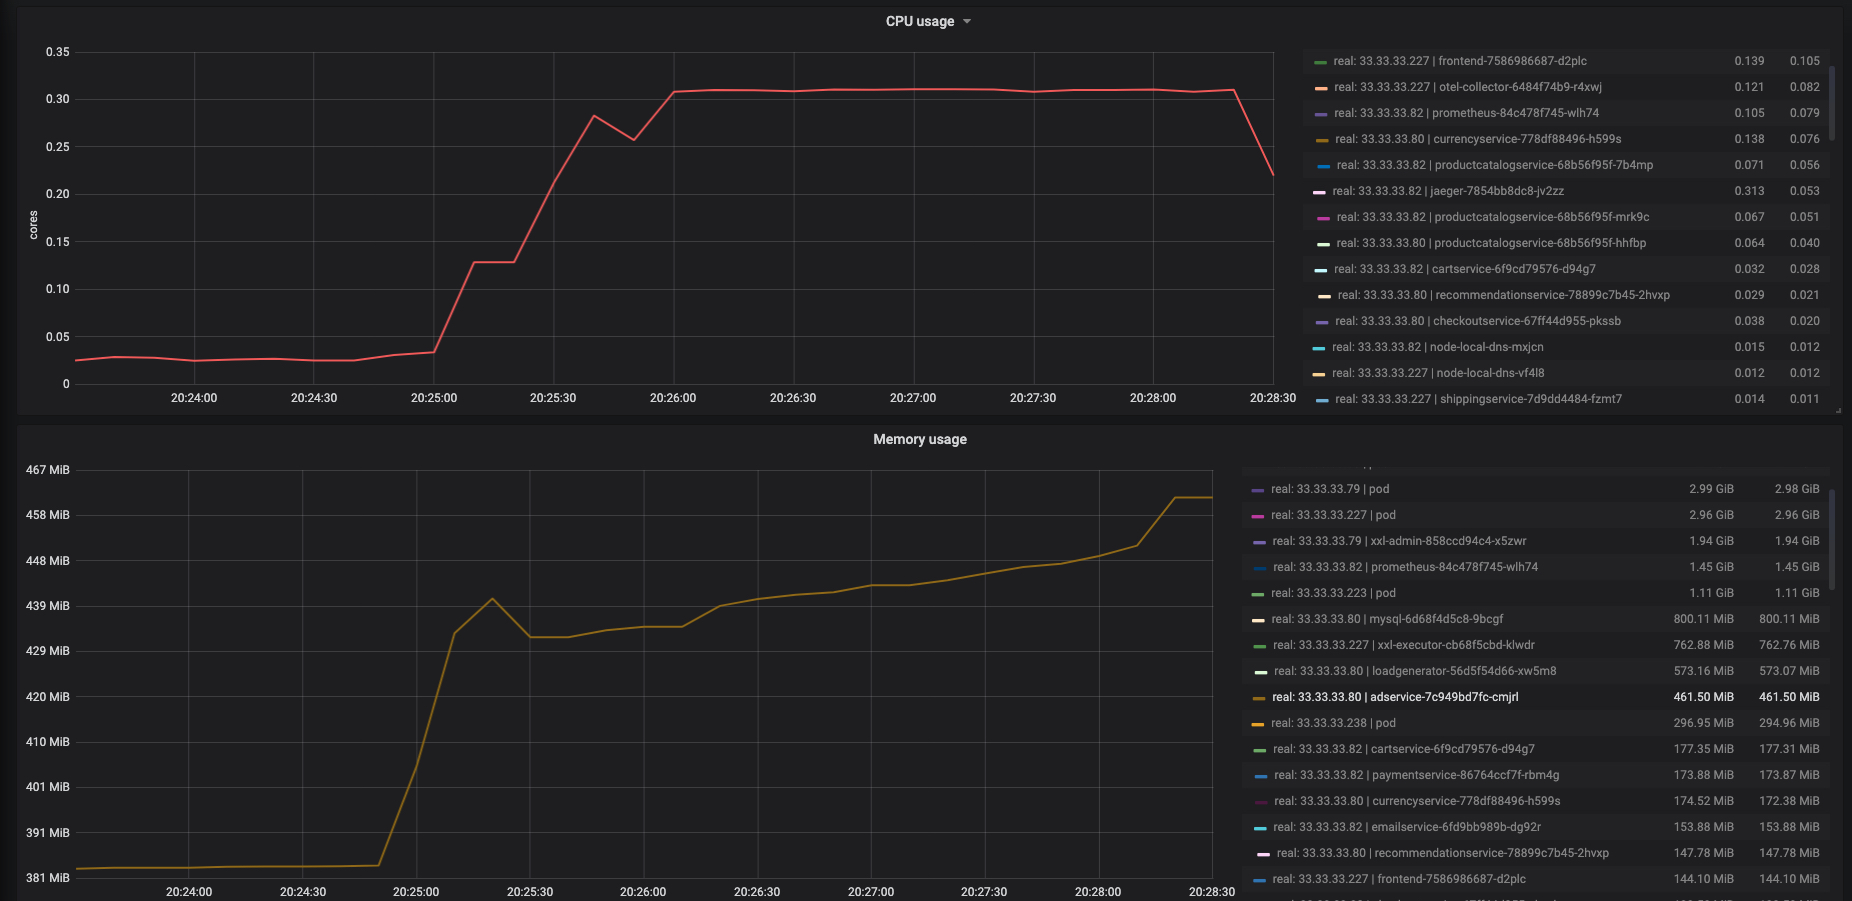 CPU usage
0.35
0.30
0.25
0.20
0.15
0.10
0.05
0
cores
20:24:00 20:24:30 20:25:00 20:25:30 20:26:00 20:26:30 20:27:00 20:27:30 20:28:00 20:28:30
real: 33.33.33.227 | frontend-7586986687-d2plc 0.139 0.105
real: 33.33.33.227 | otel-collector-6484f74b9-r4xwj 0.121 0.082
real: 33.33.33.82 | prometheus-84c478f745-wlh74 0.105 0.079
real: 33.33.33.80 | currencyservice-778df88496-h599s 0.138 0.076
real: 33.33.33.82 | productcatalogservice-68b56f95f-7b4mp 0.071 0.056
real: 33.33.33.82 | jaeger-7854bb8dc8-jv2zz 0.313 0.053
real: 33.33.33.82 | productcatalogservice-68b56f95f-mrk9c 0.067 0.051
real: 33.33.33.80 | productcatalogservice-68b56f95f-hhfbp 0.064 0.040
real: 33.33.33.82 | cartservice-6f9cd79576-d94g7 0.032 0.028
real: 33.33.33.80 | recommendationservice-78899c7b45-2hvxp 0.029 0.021
real: 33.33.33.80 | checkoutservice-67ff44d955-pkssb 0.038 0.020
real: 33.33.33.82 | node-local-dns-mxjcn 0.015 0.012
real: 33.33.33.227 | node-local-dns-vf4l8 0.012 0.012
real: 33.33.33.227 | shippingservice-7d9dd4484-fzmt7 0.014 0.011
Memory usage
467 MiB
458 MiB
448 MiB
439 MiB
429 MiB
420 MiB
410 MiB
401 MiB
391 MiB
381 MiB
20:24:00 20:24:30 20:25:00 20:25:30 20:26:00 20:26:30 20:27:00 20:27:30 20:28:00 20:28:30
real: 33.33.33.79 | pod 2.99 GiB 2.98 GiB
real: 33.33.33.227 | pod 2.96 GiB 2.96 GiB
real: 33.33.33.79 | xxl-admin-858ccd94c4-x5zwr 1.94 GiB 1.94 GiB
real: 33.33.33.82 | prometheus-84c478f745-wlh74 1.45 GiB 1.45 GiB
real: 33.33.33.223 | pod 1.11 GiB 1.11 GiB
real: 33.33.33.80 | mysql-6d68f4d5c8-9bcgf 800.11 MiB 800.11 MiB
real: 33.33.33.227 | xxl-executor-cb68f5cbd-klwdr 762.88 MiB 762.76 MiB
real: 33.33.33.80 | loadgenerator-56d5f54d66-xw5m8 573.16 MiB 573.07 MiB
real: 33.33.33.80 | adservice-7c949bd7fc-cmjrl 461.50 MiB 461.50 MiB
real: 33.33.33.238 | pod 296.95 MiB 294.96 MiB
real: 33.33.33.82 | cartservice-6f9cd79576-d94g7 177.35 MiB 177.31 MiB
real: 33.33.33.82 | paymentservice-86764ccf7f-rbm4g 173.88 MiB 173.87 MiB
real: 33.33.33.80 | currencyservice-778df88496-h599s 174.52 MiB 172.38 MiB
real: 33.33.33.82 | emailservice-6fd9bb989b-dg92r 153.88 MiB 153.88 MiB
real: 33.33.33.80 | recommendationservice-78899c7b45-2hvxp 147.78 MiB 147.78 MiB
real: 33.33.33.227 | frontend-7586986687-d2plc 144.10 MiB 144.10 MiB